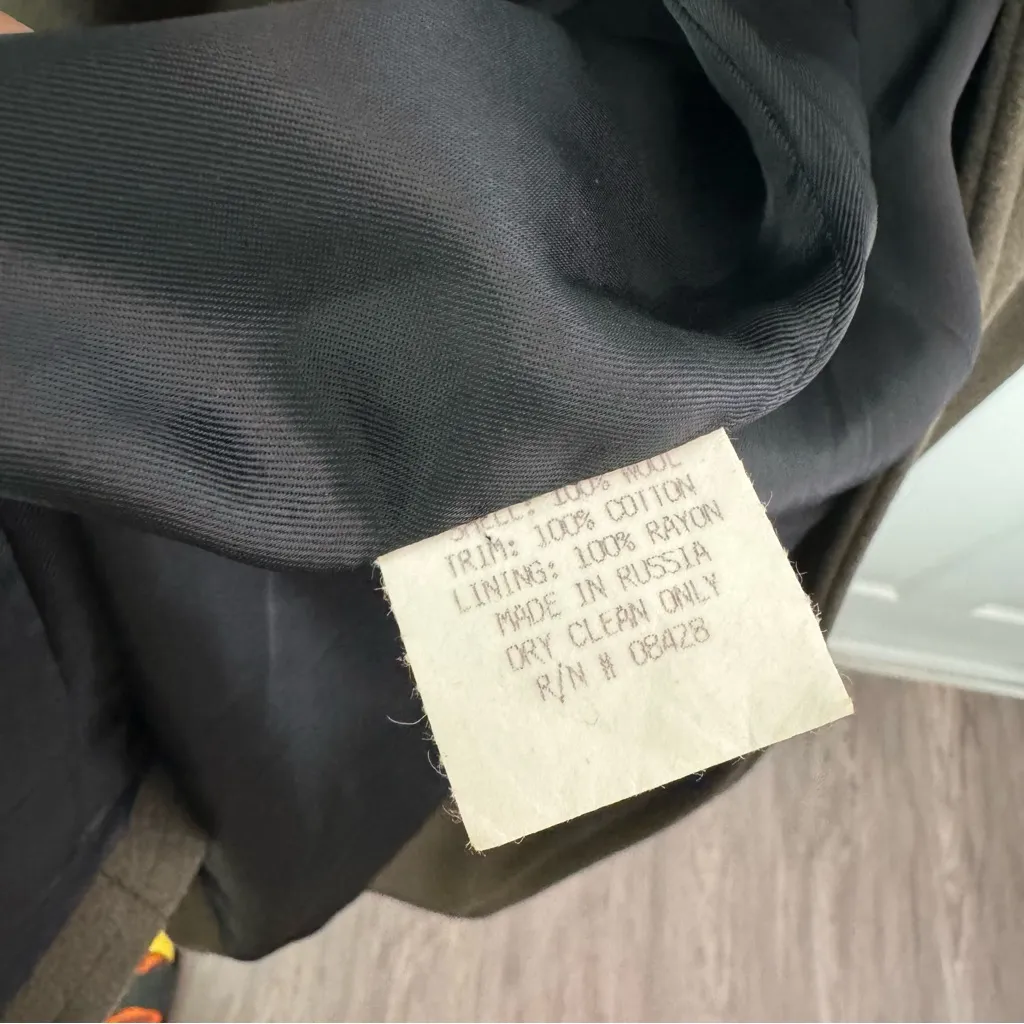 SHELL: 100% WOOL
TRIM: 100% COTTON
LINING: 100% RAYON
MADE IN RUSSIA
DRY CLEAN ONLY
R/N # 08428